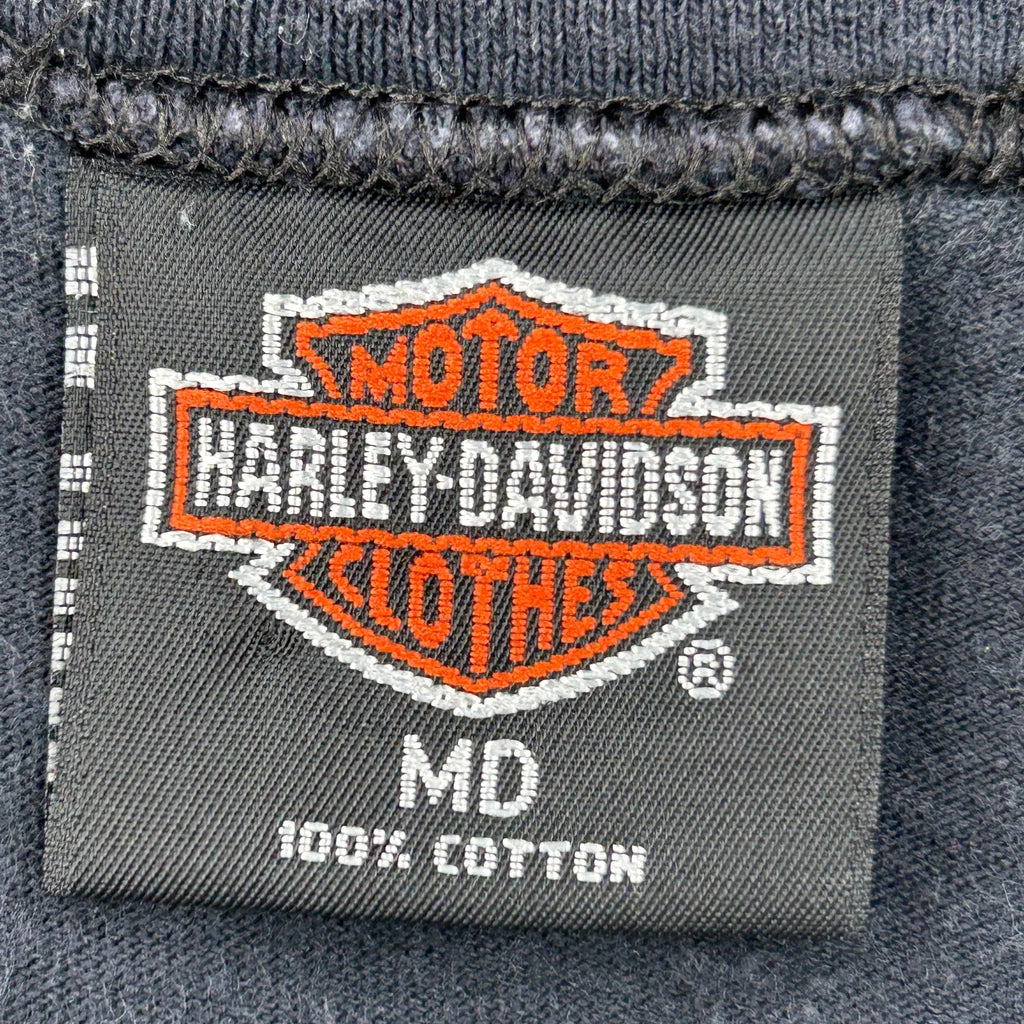 MOTOR
HARLEY-DAVIDSON
CLOTHES
®
MD
100% COTTON